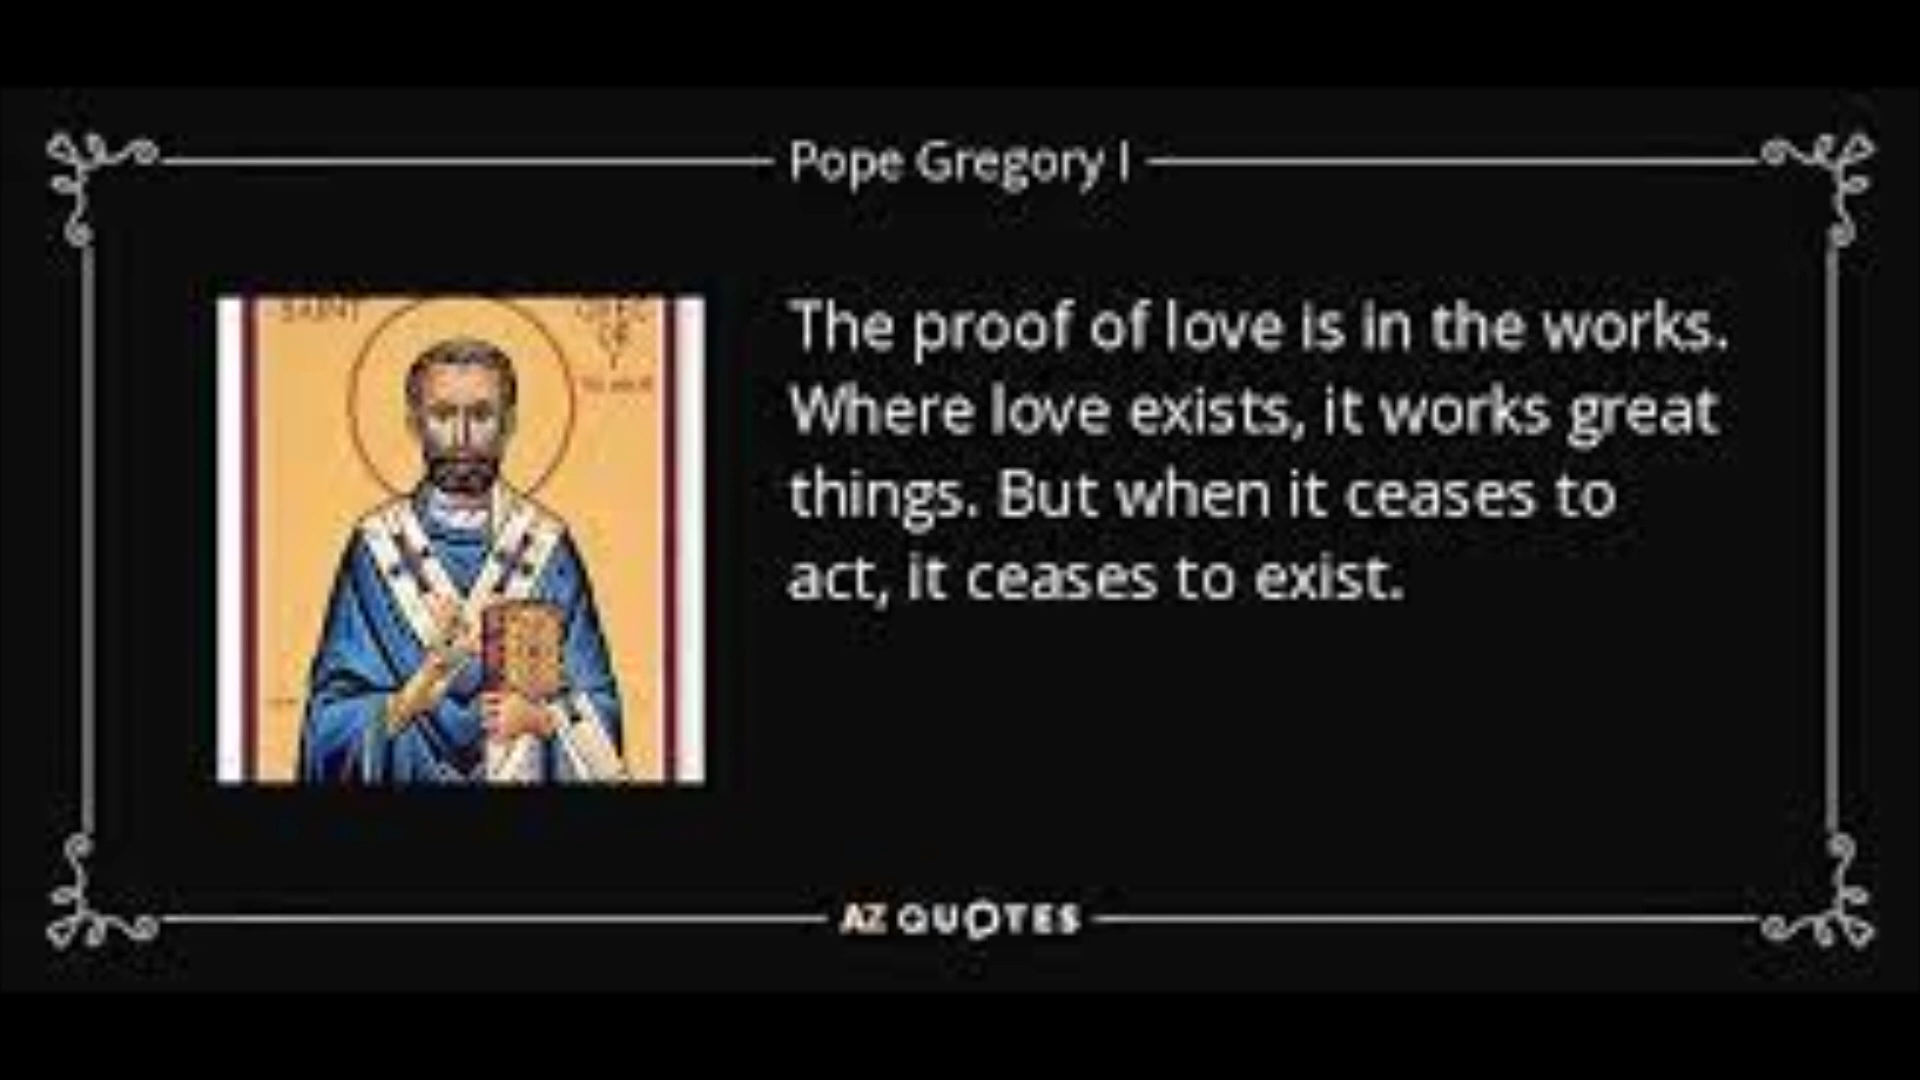 Pope Gregory I
SAINT
The proof of love is in the works.
Where love exists, it works great
things. But when it ceases to
act, it ceases to exist.
AZ QUOTES